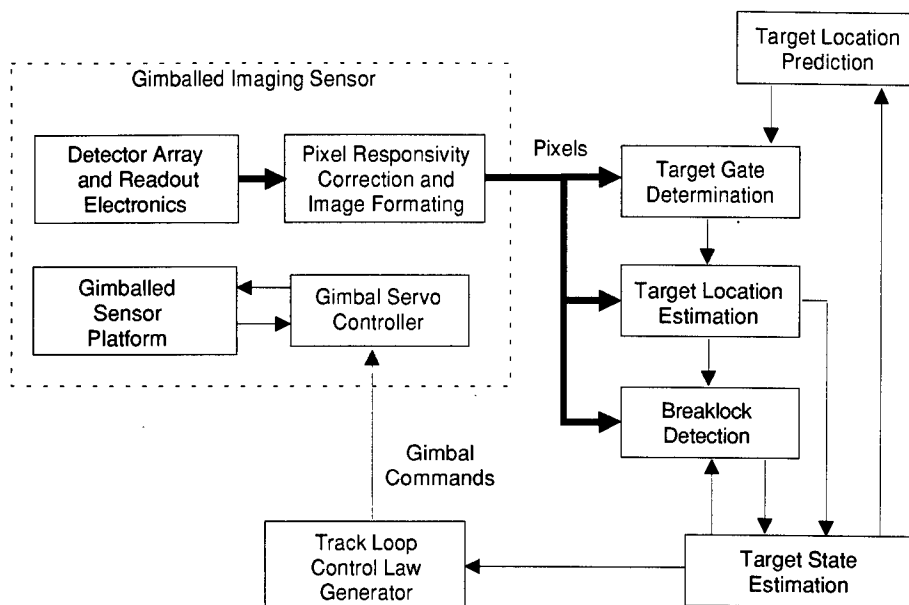 Target Location
Prediction
Gimballed Imaging Sensor
Detector Array
and Readout
Electronics
Pixel Responsivity
Correction and
Image Formating
Pixels
Target Gate
Determination
Gimballed
Sensor
Platform
Gimbal Servo
Controller
Target Location
Estimation
Breaklock
Detection
Gimbal
Commands
Track Loop
Control Law
Generator
Target State
Estimation